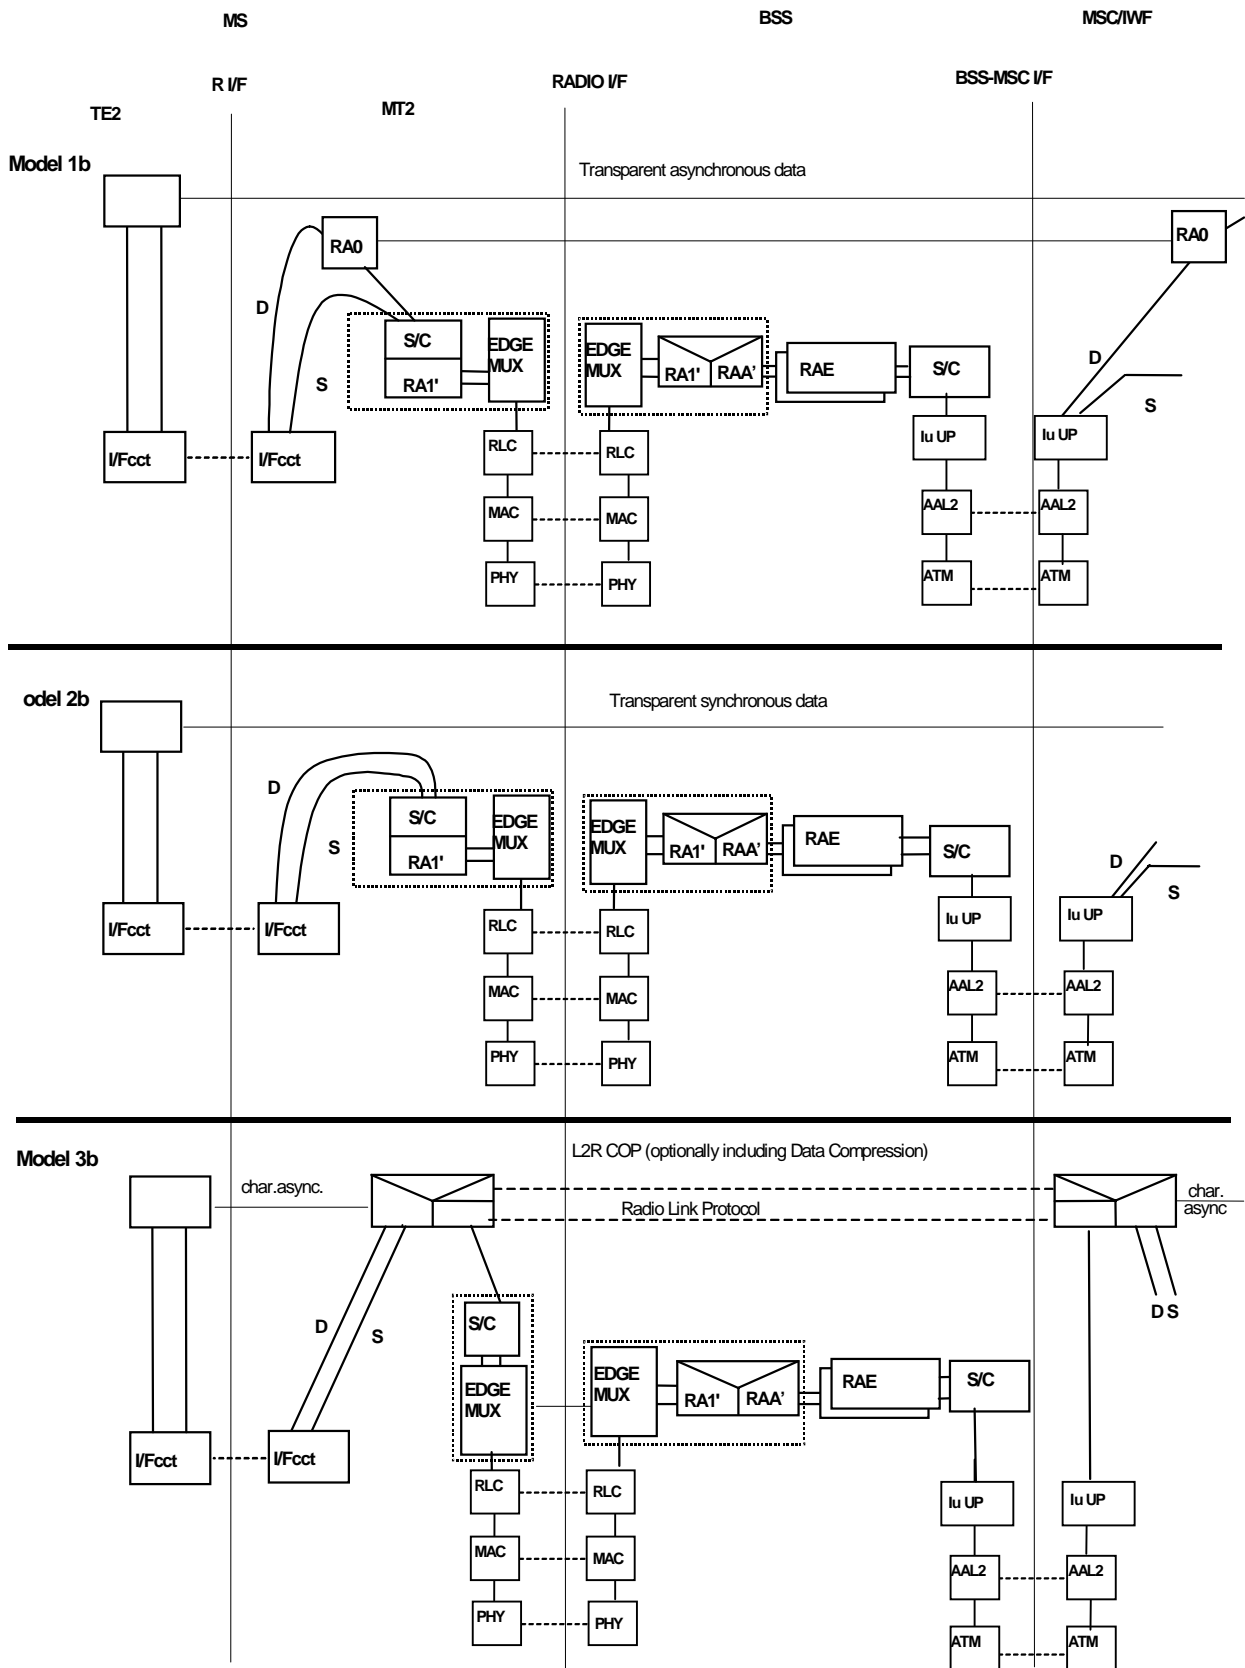 MS
BSS
MSC/IWF
R I/F
RADIO I/F
BSS-MSC I/F
TE2
MT2
Model 1b
Transparent asynchronous data
RA0
RA0
D
S/C
EDGE
MUX
EDGE
MUX
RA1'
RAA'
RAE
S/C
D
S
RA1'
S
I/Fcct
I/Fcct
RLC
RLC
Iu UP
Iu UP
MAC
MAC
AAL2
AAL2
PHY
PHY
ATM
ATM
odel 2b
Transparent synchronous data
D
S
S/C
EDGE
MUX
EDGE
MUX
RA1'
RAA'
RAE
S/C
D
S
RA1'
I/Fcct
I/Fcct
RLC
RLC
Iu UP
Iu UP
MAC
MAC
AAL2
AAL2
PHY
PHY
ATM
ATM
Model 3b
L2R COP (optionally including Data Compression)
char.async.
Radio Link Protocol
char.
async
D
S
D S
S/C
EDGE
MUX
EDGE
MUX
RA1'
RAA'
RAE
S/C
I/Fcct
I/Fcct
RLC
RLC
Iu UP
Iu UP
MAC
MAC
AAL2
AAL2
PHY
PHY
ATM
ATM